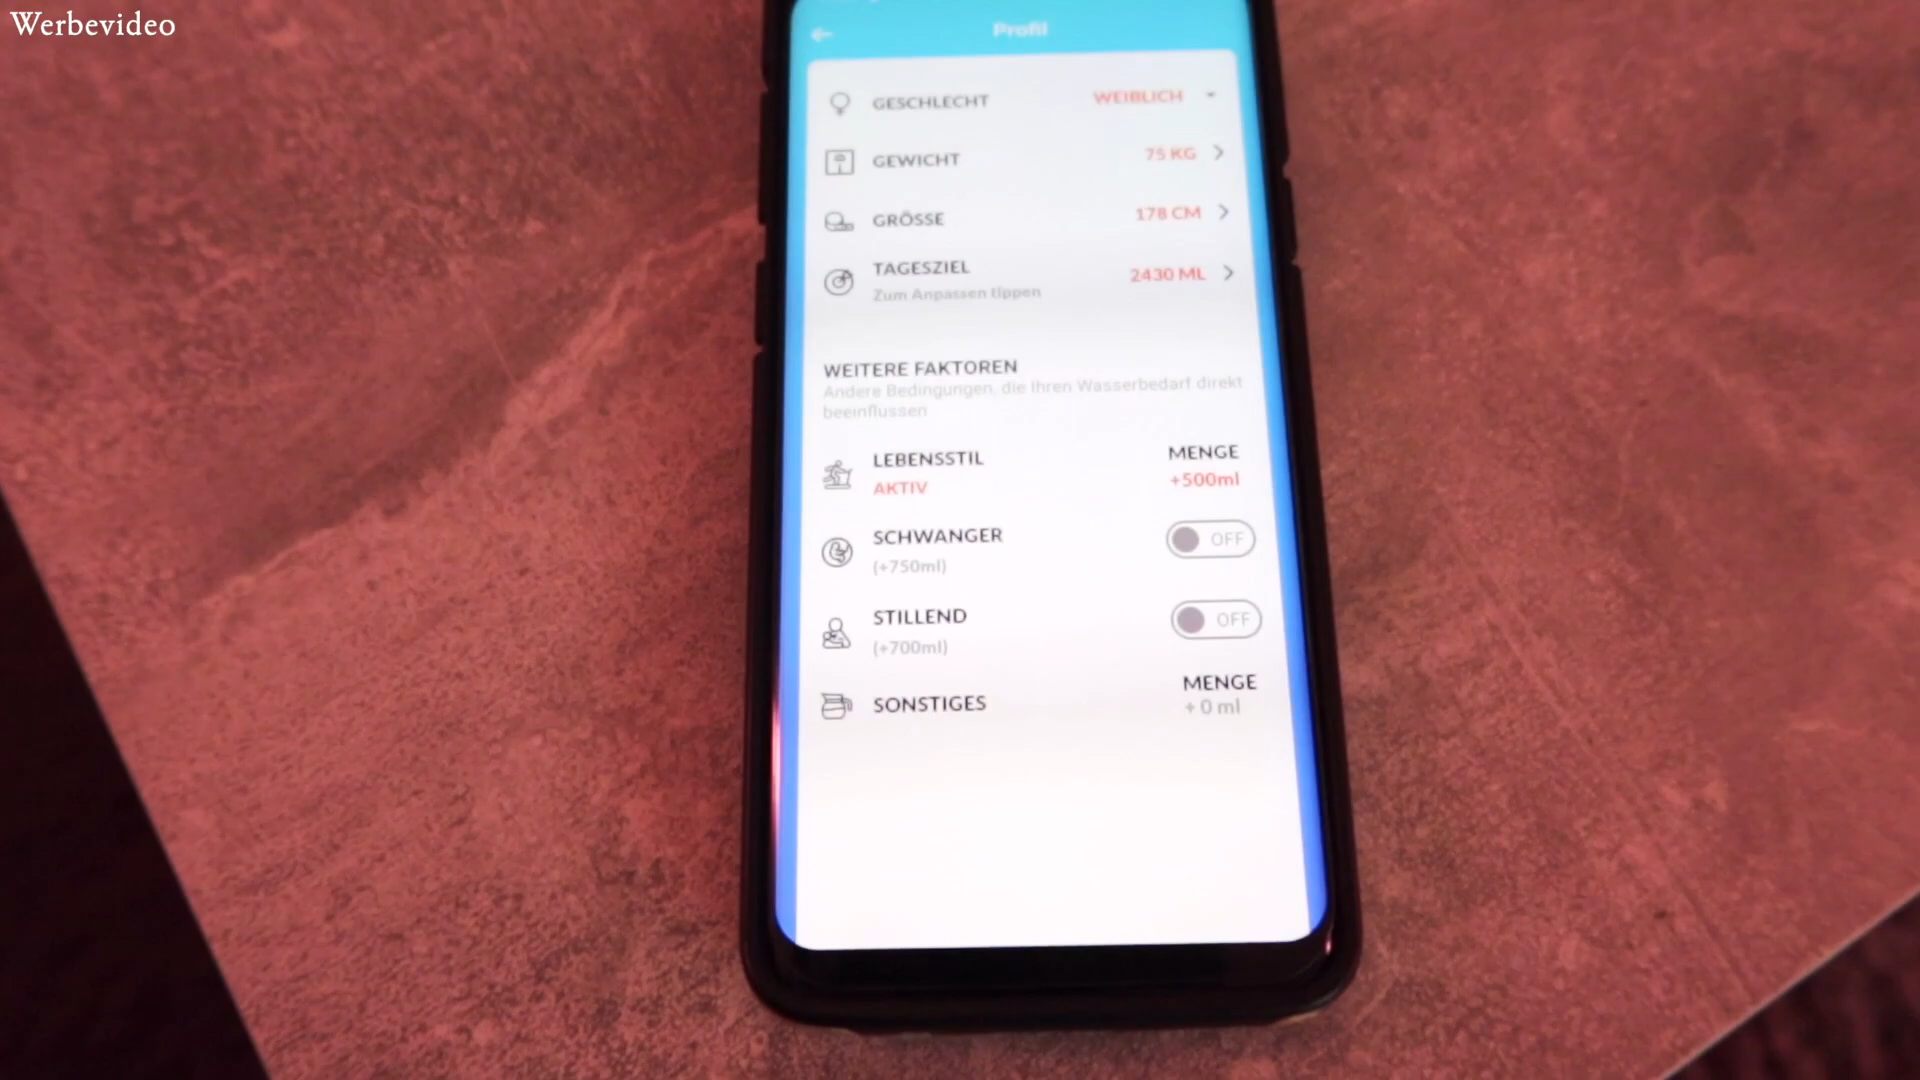 Werbevideo
Profil
GESCHLECHT WEIBLICH
GEWICHT 75 KG
GRÖSSE 178 CM
TAGESZIEL 2430 ML
Zum Anpassen tippen
WEITERE FAKTOREN
Andere Bedingungen, die Ihren Wasserbedarf direkt
beeinflussen
LEBENSSTIL MENGE
AKTIV +500ml
SCHWANGER OFF
(+750ml)
STILLEND OFF
(+700ml)
SONSTIGES MENGE
+ 0 ml